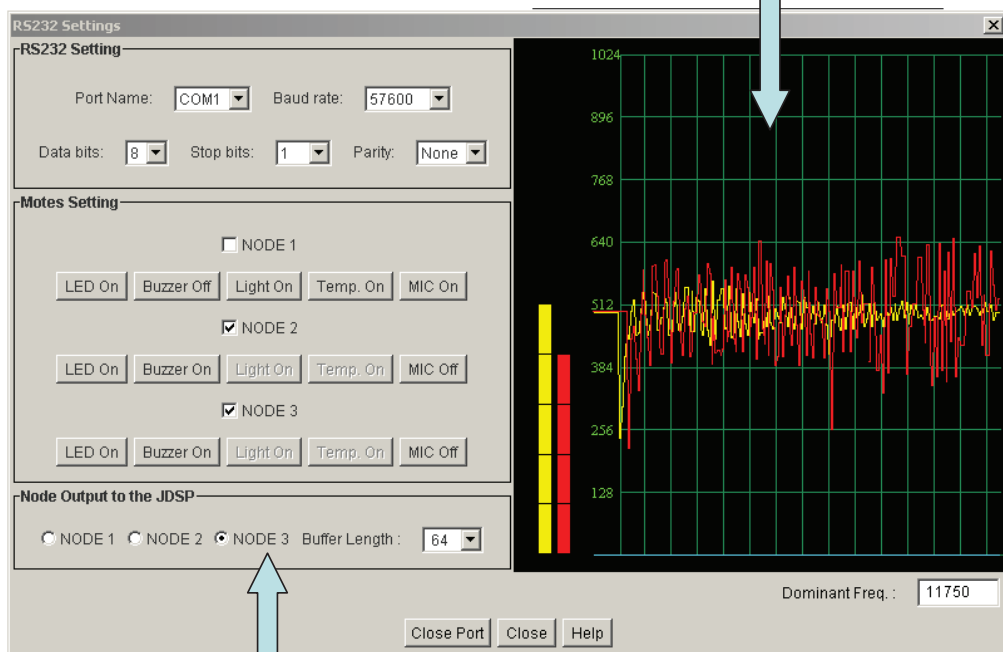 RS232 Settings
RS232 Setting
Port Name: COM1 Baud rate: 57600
Data bits: 8 Stop bits: 1 Parity: None
Motes Setting
NODE 1
LED On Buzzer Off Light On Temp. On MIC On
NODE 2
LED On Buzzer On Light On Temp. On MIC Off
NODE 3
LED On Buzzer On Light On Temp. On MIC Off
Node Output to the JDSP
NODE 1 NODE 2 NODE 3 Buffer Length : 64
1024
896
768
640
512
384
256
128
Dominant Freq. : 11750
Close Port Close Help